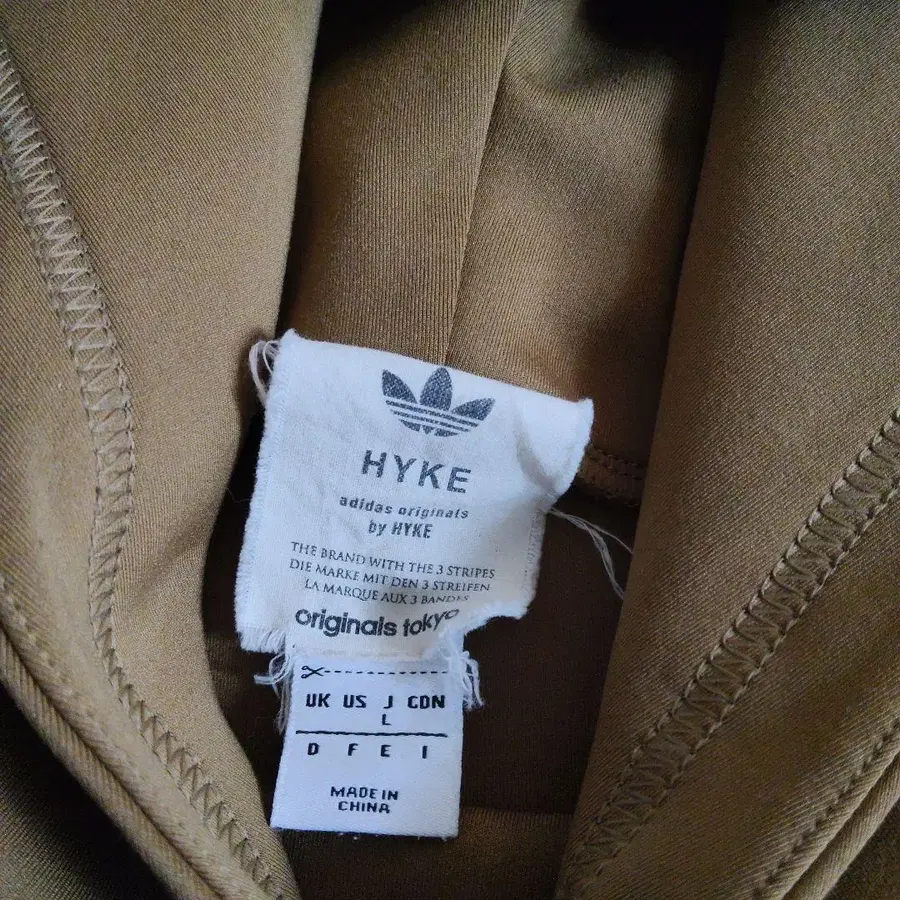 HYKE
adidas originals
by HYKE
THE BRAND WITH THE 3 STRIPES
DIE MARKE MIT DEN 3 STREIFEN
LA MARQUE AUX 3 BANDES
originals tokyo
UK US J CDN
L
D F E I
MADE IN
CHINA